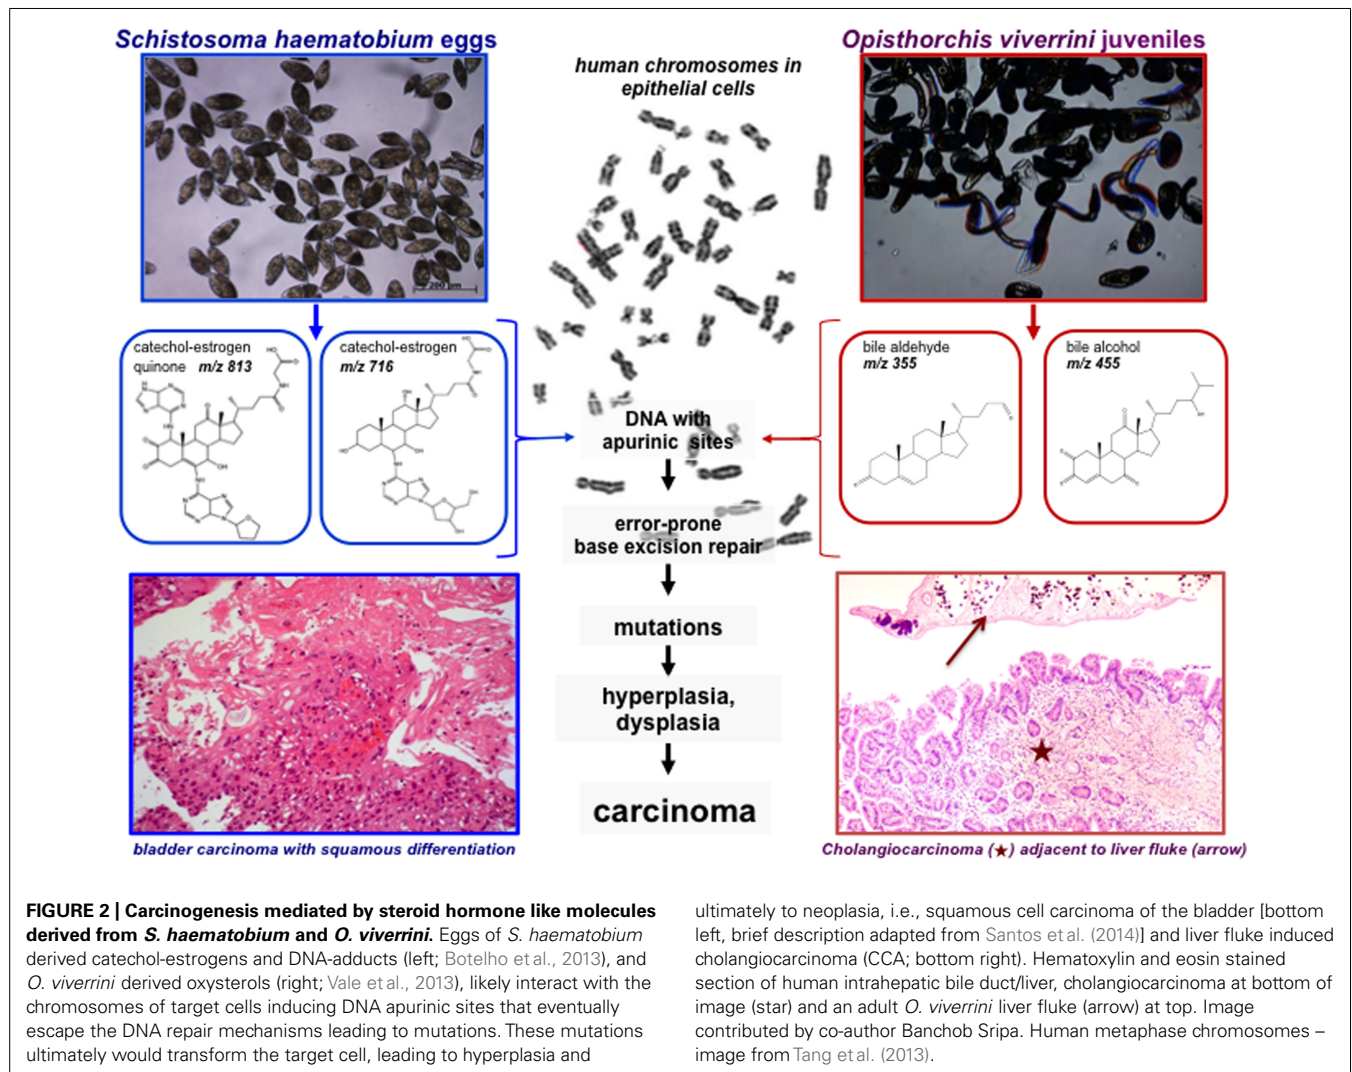 Schistosoma haematobium eggs
Opisthorchis viverrini juveniles
human chromosomes in
epithelial cells
200 µm
catechol-estrogen
quinone m/z 813
catechol-estrogen
m/z 716
bile aldehyde
m/z 355
bile alcohol
m/z 455
DNA with
apurinic sites
error-prone
base excision repair
mutations
hyperplasia,
dysplasia
carcinoma
bladder carcinoma with squamous differentiation
Cholangiocarcinoma (★) adjacent to liver fluke (arrow)
FIGURE 2 | Carcinogenesis mediated by steroid hormone like molecules
derived from S. haematobium and O. viverrini. Eggs of S. haematobium
derived catechol-estrogens and DNA-adducts (left; Botelho et al., 2013), and
O. viverrini derived oxysterols (right; Vale et al., 2013), likely interact with the
chromosomes of target cells inducing DNA apurinic sites that eventually
escape the DNA repair mechanisms leading to mutations. These mutations
ultimately would transform the target cell, leading to hyperplasia and
ultimately to neoplasia, i.e., squamous cell carcinoma of the bladder [bottom
left, brief description adapted from Santos et al. (2014)] and liver fluke induced
cholangiocarcinoma (CCA; bottom right). Hematoxylin and eosin stained
section of human intrahepatic bile duct/liver, cholangiocarcinoma at bottom of
image (star) and an adult O. viverrini liver fluke (arrow) at top. Image
contributed by co-author Banchob Sripa. Human metaphase chromosomes –
image from Tang et al. (2013).